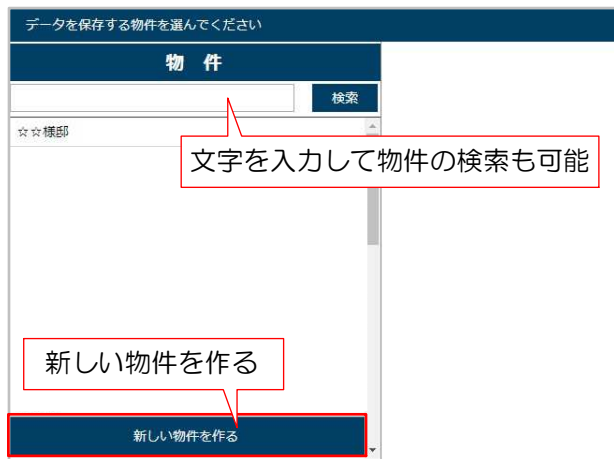 データを保存する物件を選んでください
物 件
検索
☆☆様邸
文字を入力して物件の検索も可能
新しい物件を作る
新しい物件を作る